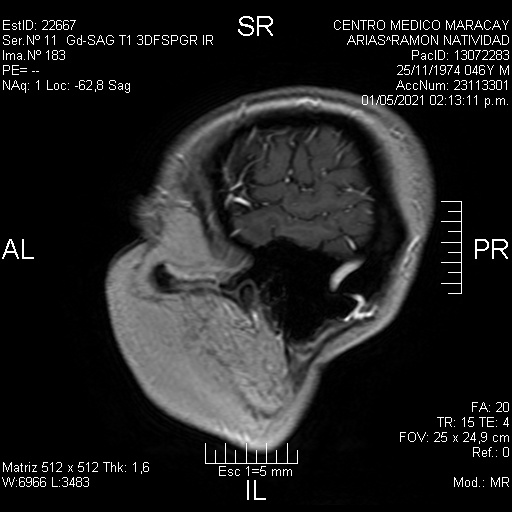 EstID: 22667
Ser.Nº 11 Gd-SAG T1 3DFSPGR IR
Ima.Nº 183
PE= --
NAq: 1 Loc: -62,8 Sag
SR
CENTRO MEDICO MARACAY
ARIAS^RAMON NATIVIDAD
PacID: 13072283
25/11/1974 046Y M
AccNum: 23113301
01/05/2021 02:13:11 p.m.
AL
PR
Matriz 512 x 512 Thk: 1,6
W:6966 L:3483
Esc 1=5 mm
IL
FA: 20
TR: 15 TE: 4
FOV: 25 x 24,9 cm
Ref.: 0
Mod.: MR